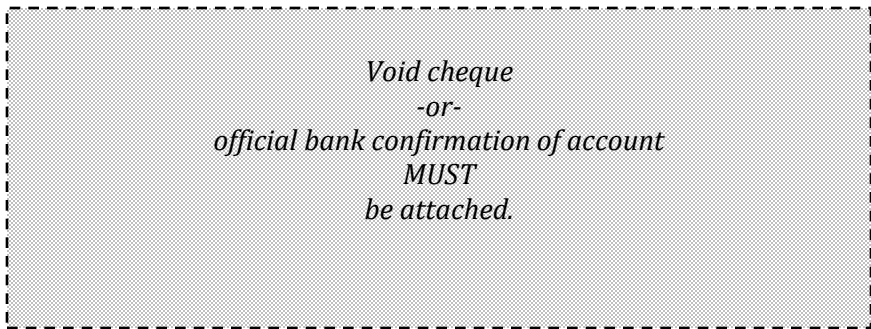 Void cheque
-or-
official bank confirmation of account
MUST
be attached.